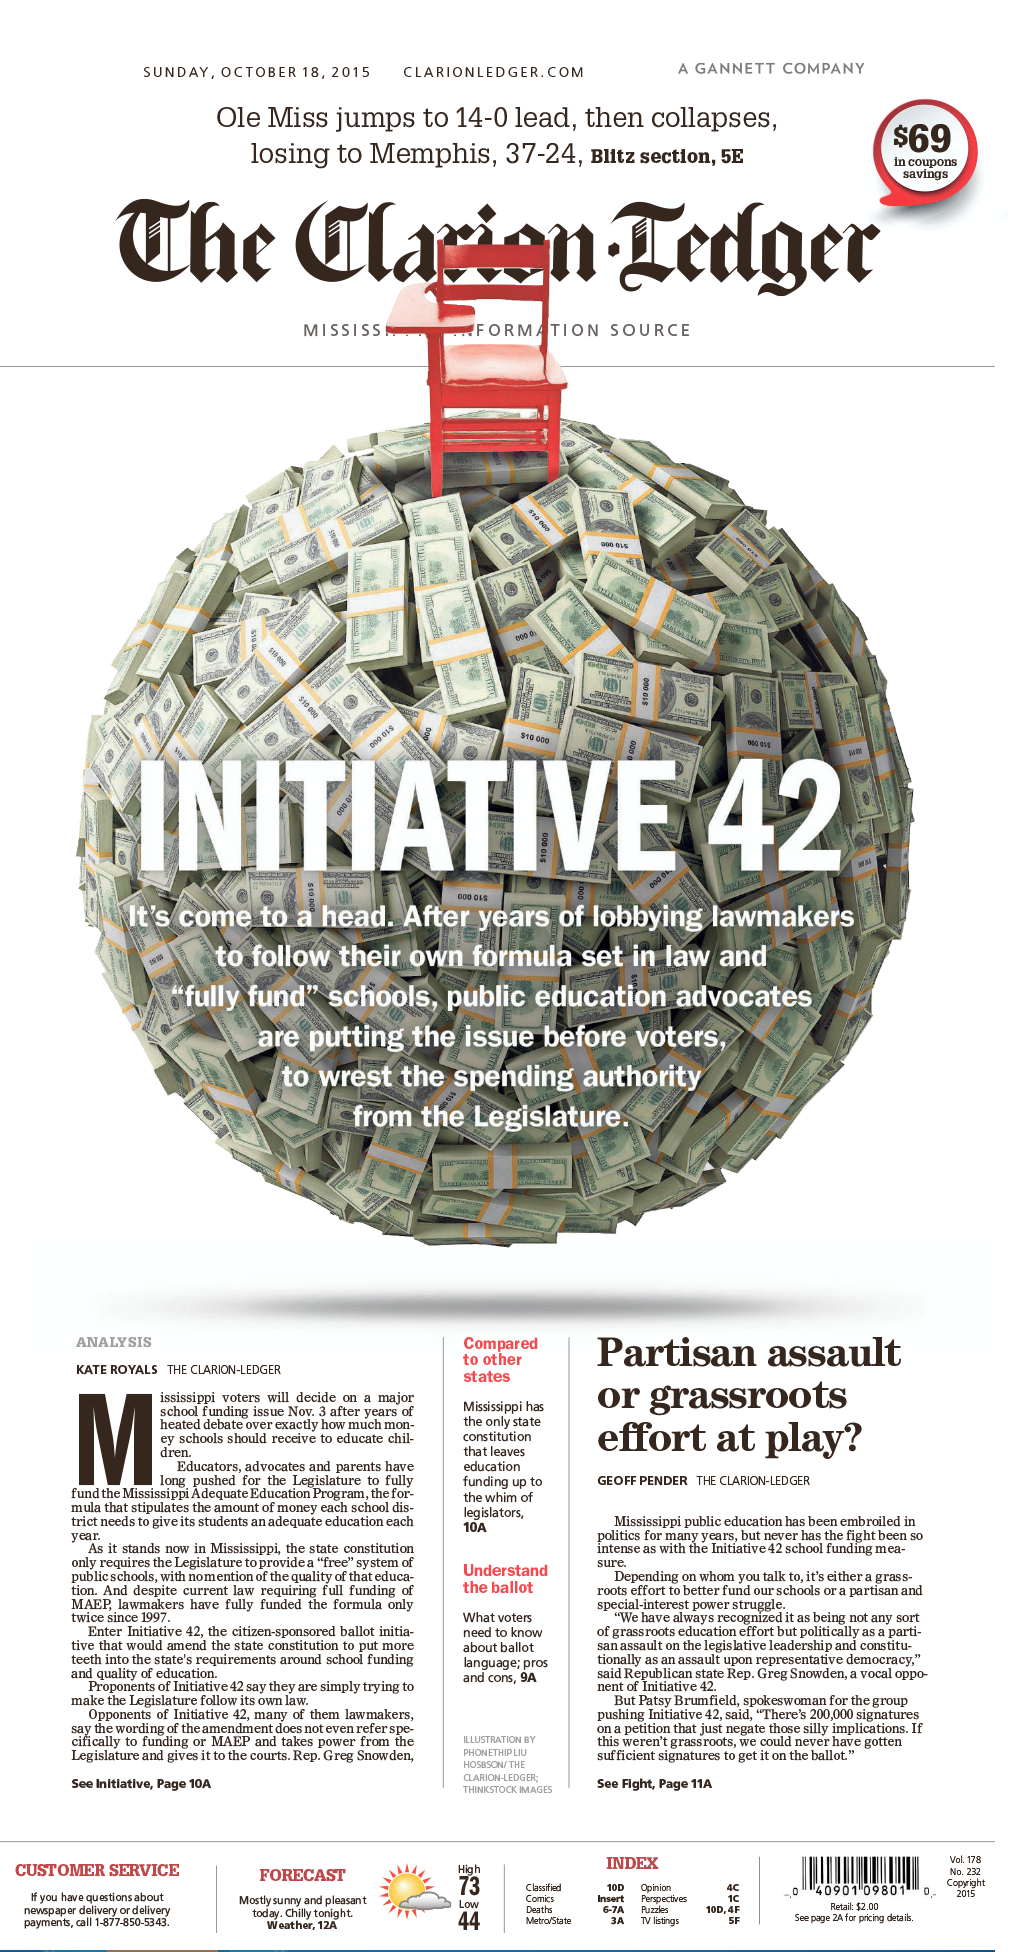 SUNDAY, OCTOBER 18, 2015 CLARIONLEDGER.COM
A GANNETT COMPANY
Ole Miss jumps to 14-0 lead, then collapses,
losing to Memphis, 37-24, Blitz section, 5E
$69
in coupons
savings
The Clarion-Ledger
INFORMATION SOURCE
INITIATIVE 42
It's come to a head. After years of lobbying lawmakers
to follow their own formula set in law and
“fully fund” schools, public education advocates
are putting the issue before voters,
to wrest the spending authority
from the Legislature.
ANALYSIS
KATE ROYALS THE CLARION-LEDGER
Mississippi voters will decide on a major
school funding issue Nov. 3 after years of
heated debate over exactly how much mon-
ey schools should receive to educate chil-
dren.
Educators, advocates and parents have
long pushed for the Legislature to fully
fund the Mississippi Adequate Education Program, the for-
mula that stipulates the amount of money each school dis-
trict needs to give its students an adequate education each
year.
As it stands now in Mississippi, the state constitution
only requires the Legislature to provide a “free” system of
public schools, with no mention of the quality of that educa-
tion. And despite current law requiring full funding of
MAEP, lawmakers have fully funded the formula only
twice since 1997.
Enter Initiative 42, the citizen-sponsored ballot initia-
tive that would amend the state constitution to put more
teeth into the state's requirements around school funding
and quality of education.
Proponents of Initiative 42 say they are simply trying to
make the Legislature follow its own law.
Opponents of Initiative 42, many of them lawmakers,
say the wording of the amendment does not even refer spe-
cifically to funding or MAEP and takes power from the
Legislature and gives it to the courts. Rep. Greg Snowden,
See Initiative, Page 10A
Compared
to other
states
Mississippi has
the only state
constitution
that leaves
education
funding up to
the whim of
legislators,
10A
Understand
the ballot
What voters
need to know
about ballot
language; pros
and cons, 9A
ILLUSTRATION BY
PHONETHIP LIU
HOSBSON/ THE
CLARION-LEDGER;
THINKSTOCK IMAGES
Partisan assault
or grassroots
effort at play?
GEOFF PENDER THE CLARION-LEDGER
Mississippi public education has been embroiled in
politics for many years, but never has the fight been so
intense as with the Initiative 42 school funding mea-
sure.
Depending on whom you talk to, it's either a grass-
roots effort to better fund our schools or a partisan and
special-interest power struggle.
“We have always recognized it as being not any sort
of grassroots education effort but politically as a parti-
san assault on the legislative leadership and constitu-
tionally as an assault upon representative democracy,”
said Republican state Rep. Greg Snowden, a vocal oppo-
nent of Initiative 42.
But Patsy Brumfield, spokeswoman for the group
pushing Initiative 42, said, “There's 200,000 signatures
on a petition that just negate those silly implications. If
this weren't grassroots, we could never have gotten
sufficient signatures to get it on the ballot.”
See Fight, Page 11A
CUSTOMER SERVICE
If you have questions about
newspaper delivery or delivery
payments, call 1-877-850-5343.
FORECAST
Mostly sunny and pleasant
today. Chilly tonight.
Weather, 12A
High
73
Low
44
INDEX
Classified 10D Opinion 4C
Comics Insert Perspectives 1C
Deaths 6-7A Puzzles 10D, 4F
Metro/State 3A TV listings 5F
0 40901 09801 0
Retail: $2.00
See page 2A for pricing details.
Vol. 178
No. 232
Copyright
2015